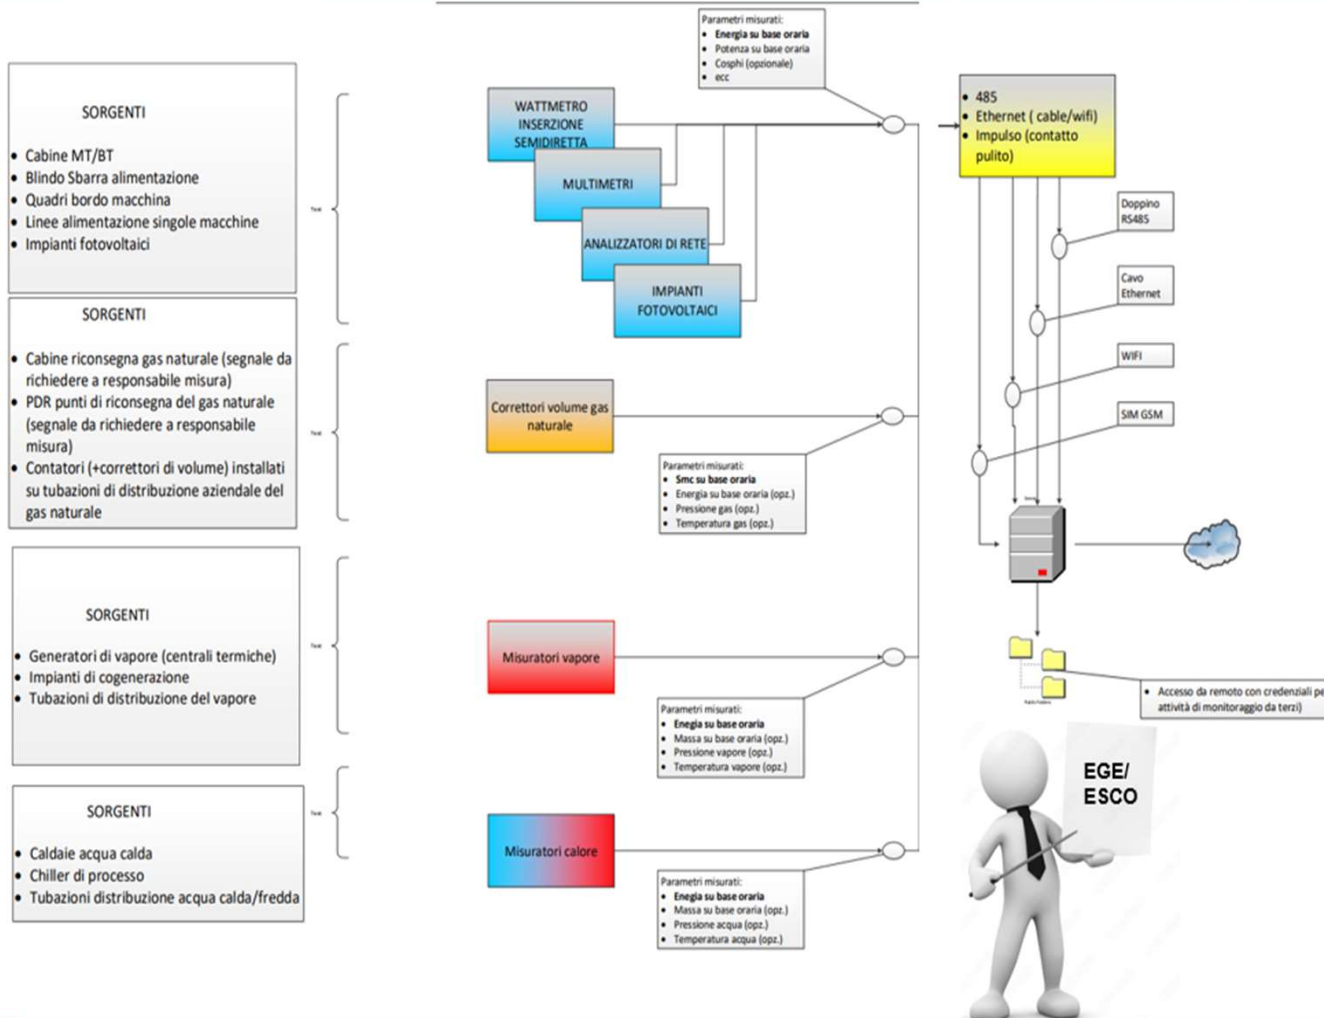 SORGENTI
• Cabine MT/BT
• Blindo Sbarra alimentazione
• Quadri bordo macchina
• Linee alimentazione singole macchine
• Impianti fotovoltaici
SORGENTI
• Cabine riconsegna gas naturale (segnale da
richiedere a responsabile misura)
• PDR punti di riconsegna del gas naturale
(segnale da richiedere a responsabile
misura)
• Contatori (+correttori di volume) installati
su tubazioni di distribuzione aziendale del
gas naturale
SORGENTI
• Generatori di vapore (centrali termiche)
• Impianti di cogenerazione
• Tubazioni di distribuzione del vapore
SORGENTI
• Caldaie acqua calda
• Chiller di processo
• Tubazioni distribuzione acqua calda/fredda
Text
Text
Text
Text
WATTMETRO
INSERZIONE
SEMIDIRETTA
MULTIMETRI
ANALIZZATORI DI RETE
IMPIANTI
FOTOVOLTAICI
Correttori volume gas
naturale
Misuratori vapore
Misuratori calore
Parametri misurati:
• Energia su base oraria
• Potenza su base oraria
• Cosphi (opzionale)
• ecc
Parametri misurati:
• Smc su base oraria
• Energia su base oraria (opz.)
• Pressione gas (opz.)
• Temperatura gas (opz.)
Parametri misurati:
• Enegia su base oraria
• Massa su base oraria (opz.)
• Pressione vapore (opz.)
• Temperatura vapore (opz.)
Parametri misurati:
• Enegia su base oraria
• Massa su base oraria (opz.)
• Pressione acqua (opz.)
• Temperatura acqua (opz.)
• 485
• Ethernet ( cable/wifi)
• Impulso (contatto
pulito)
Doppino
RS485
Cavo
Ethernet
WIFI
SIM GSM
• Accesso da remoto con credenziali pe
attività di monitoraggio da terzi)
EGE/
ESCO